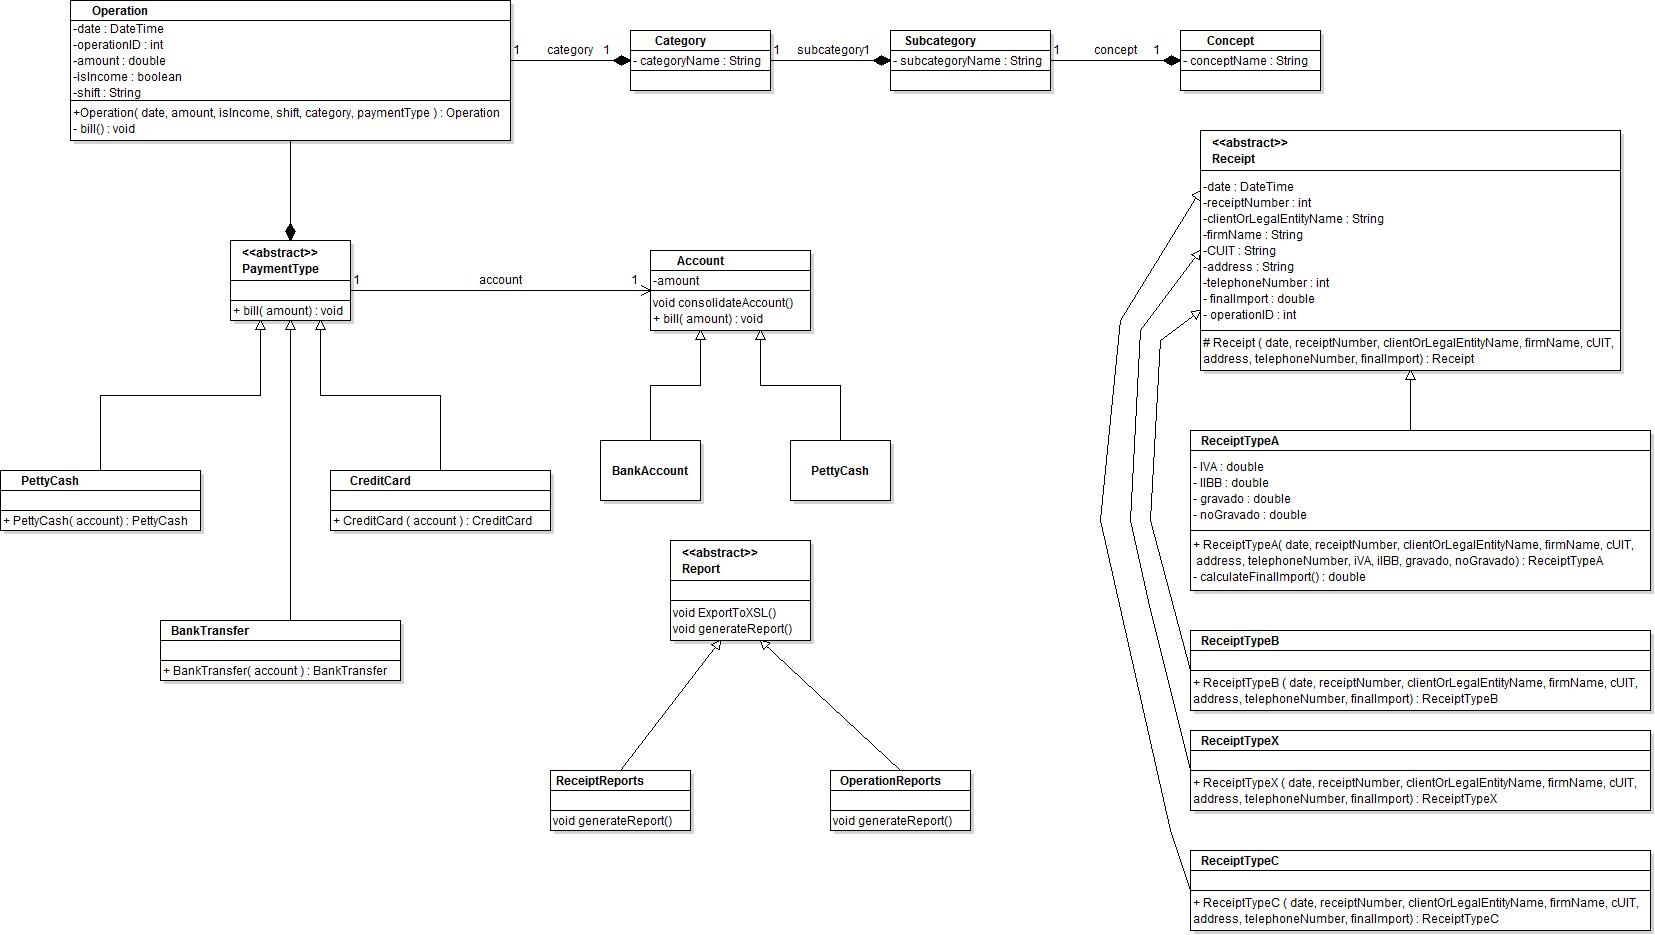 Operation
-date : DateTime
-operationID : int
-amount : double
-isIncome : boolean
-shift : String
+Operation( date, amount, isIncome, shift, category, paymentType ) : Operation
- bill() : void
1 category 1
Category
- categoryName : String
1 subcategory1
Subcategory
- subcategoryName : String
1 concept 1
Concept
- conceptName : String
<<abstract>>
Receipt
-date : DateTime
-receiptNumber : int
-clientOrLegalEntityName : String
-firmName : String
-CUIT : String
-address : String
-telephoneNumber : int
- finalImport : double
- operationID : int
# Receipt ( date, receiptNumber, clientOrLegalEntityName, firmName, cUIT,
address, telephoneNumber, finalImport) : Receipt
<<abstract>>
PaymentType
+ bill( amount) : void
1 account 1
Account
-amount
void consolidateAccount()
+ bill( amount) : void
BankAccount
PettyCash
PettyCash
+ PettyCash( account) : PettyCash
CreditCard
+ CreditCard ( account ) : CreditCard
BankTransfer
+ BankTransfer( account ) : BankTransfer
<<abstract>>
Report
void ExportToXSL()
void generateReport()
ReceiptReports
void generateReport()
OperationReports
void generateReport()
ReceiptTypeA
- IVA : double
- IIBB : double
- gravado : double
- noGravado : double
+ ReceiptTypeA( date, receiptNumber, clientOrLegalEntityName, firmName, cUIT,
address, telephoneNumber, iVA, iIBB, gravado, noGravado) : ReceiptTypeA
- calculateFinalImport() : double
ReceiptTypeB
+ ReceiptTypeB ( date, receiptNumber, clientOrLegalEntityName, firmName, cUIT,
address, telephoneNumber, finalImport) : ReceiptTypeB
ReceiptTypeX
+ ReceiptTypeX ( date, receiptNumber, clientOrLegalEntityName, firmName, cUIT,
address, telephoneNumber, finalImport) : ReceiptTypeX
ReceiptTypeC
+ ReceiptTypeC ( date, receiptNumber, clientOrLegalEntityName, firmName, cUIT,
address, telephoneNumber, finalImport) : ReceiptTypeC